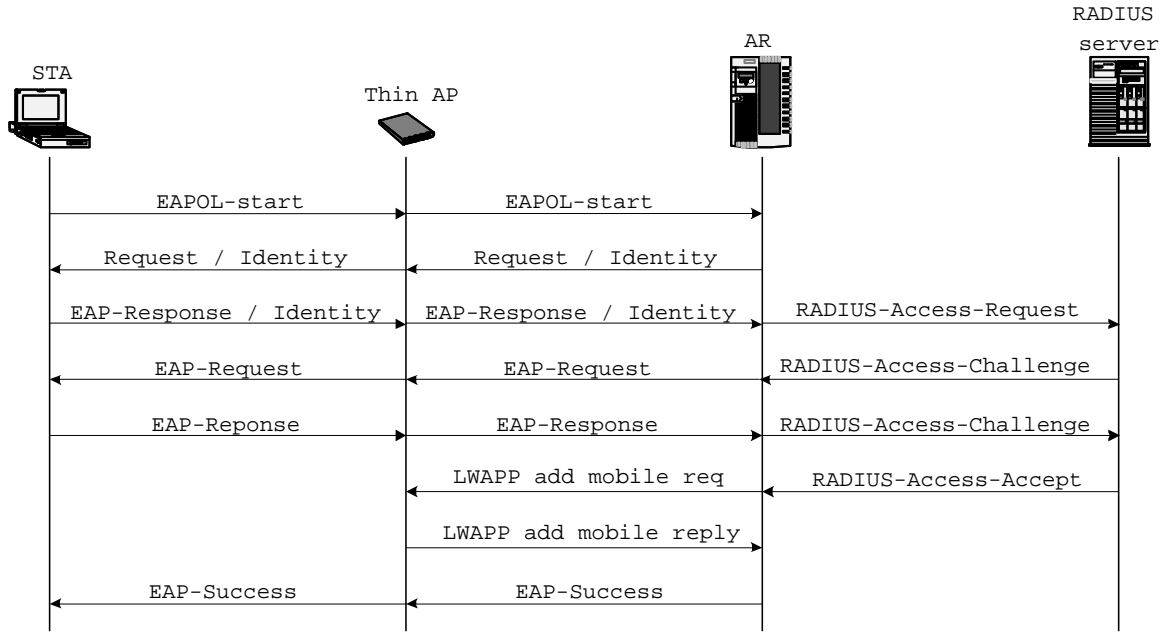 RADIUS
server
AR
STA
Thin AP
EAPOL-start
EAPOL-start
Request / Identity
Request / Identity
EAP-Response / Identity
EAP-Response / Identity
RADIUS-Access-Request
EAP-Request
EAP-Request
RADIUS-Access-Challenge
EAP-Reponse
EAP-Response
RADIUS-Access-Challenge
LWAPP add mobile req
RADIUS-Access-Accept
LWAPP add mobile reply
EAP-Success
EAP-Success